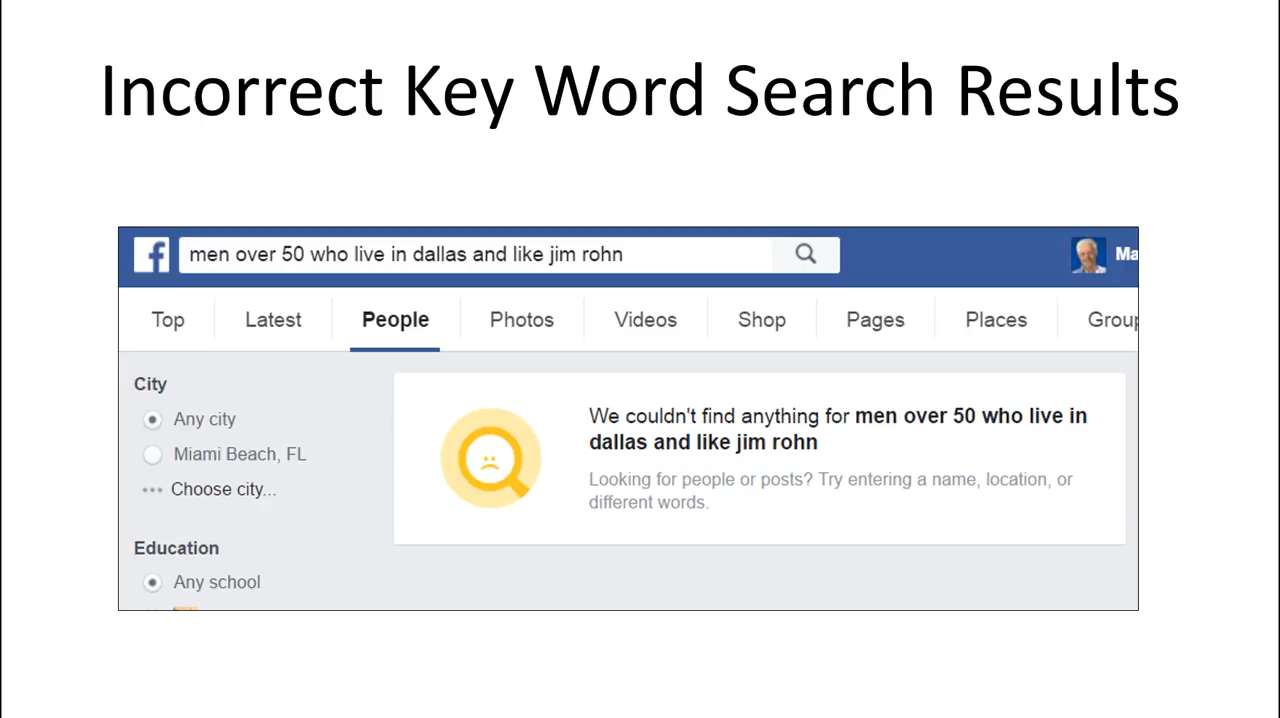 Incorrect Key Word Search Results
f men over 50 who live in dallas and like jim rohn Ma
Top Latest People Photos Videos Shop Pages Places Group
City
Any city
Miami Beach, FL
Choose city...
Education
Any school
We couldn't find anything for men over 50 who live in
dallas and like jim rohn
Looking for people or posts? Try entering a name, location, or
different words.